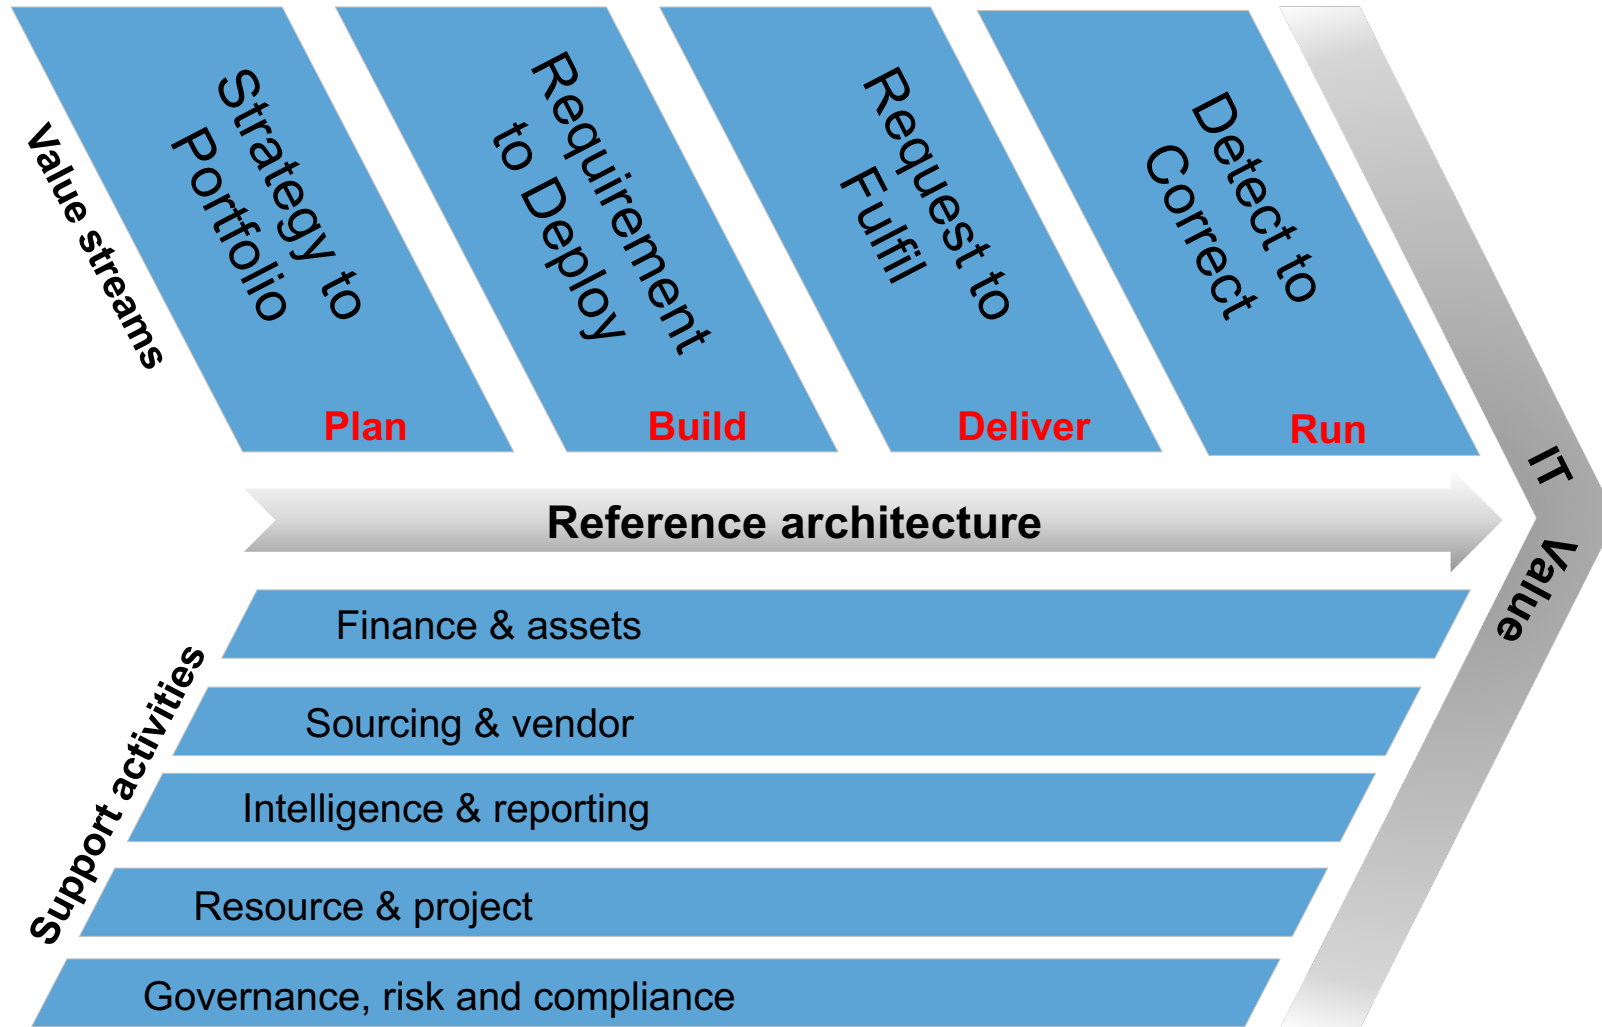 Value streams
Strategy to
Portfolio
Plan
Requirement
to Deploy
Build
Request to
Fulfil
Deliver
Detect to
Correct
Run
IT Value
Reference architecture
Support activities
Finance & assets
Sourcing & vendor
Intelligence & reporting
Resource & project
Governance, risk and compliance